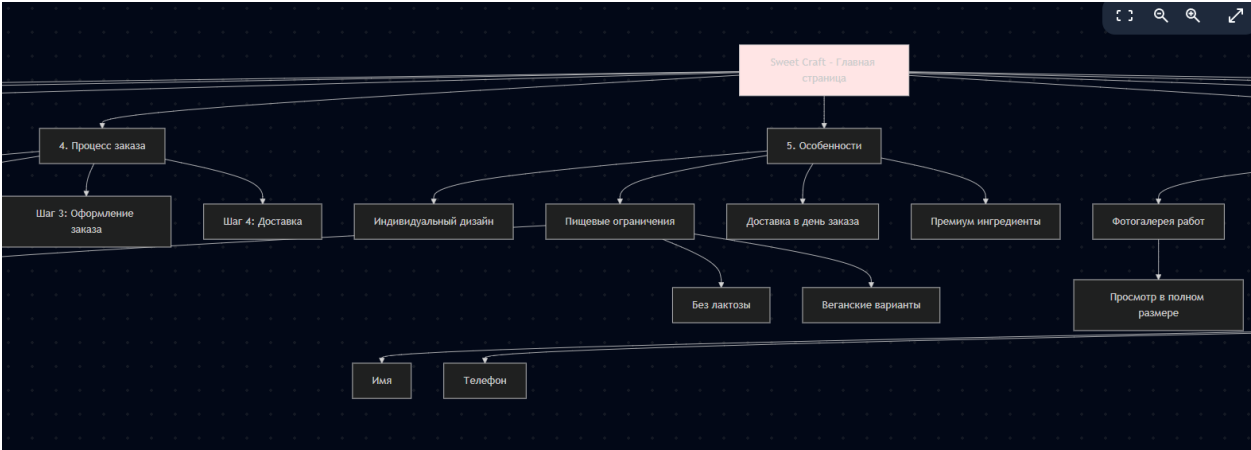 Sweet Craft - Главная
страница
4. Процесс заказа
5. Особенности
Шаг 3: Оформление
заказа
Шаг 4: Доставка
Индивидуальный дизайн
Пищевые ограничения
Доставка в день заказа
Премиум ингредиенты
Фотогалерея работ
Без лактозы
Веганские варианты
Просмотр в полном
размере
Имя
Телефон